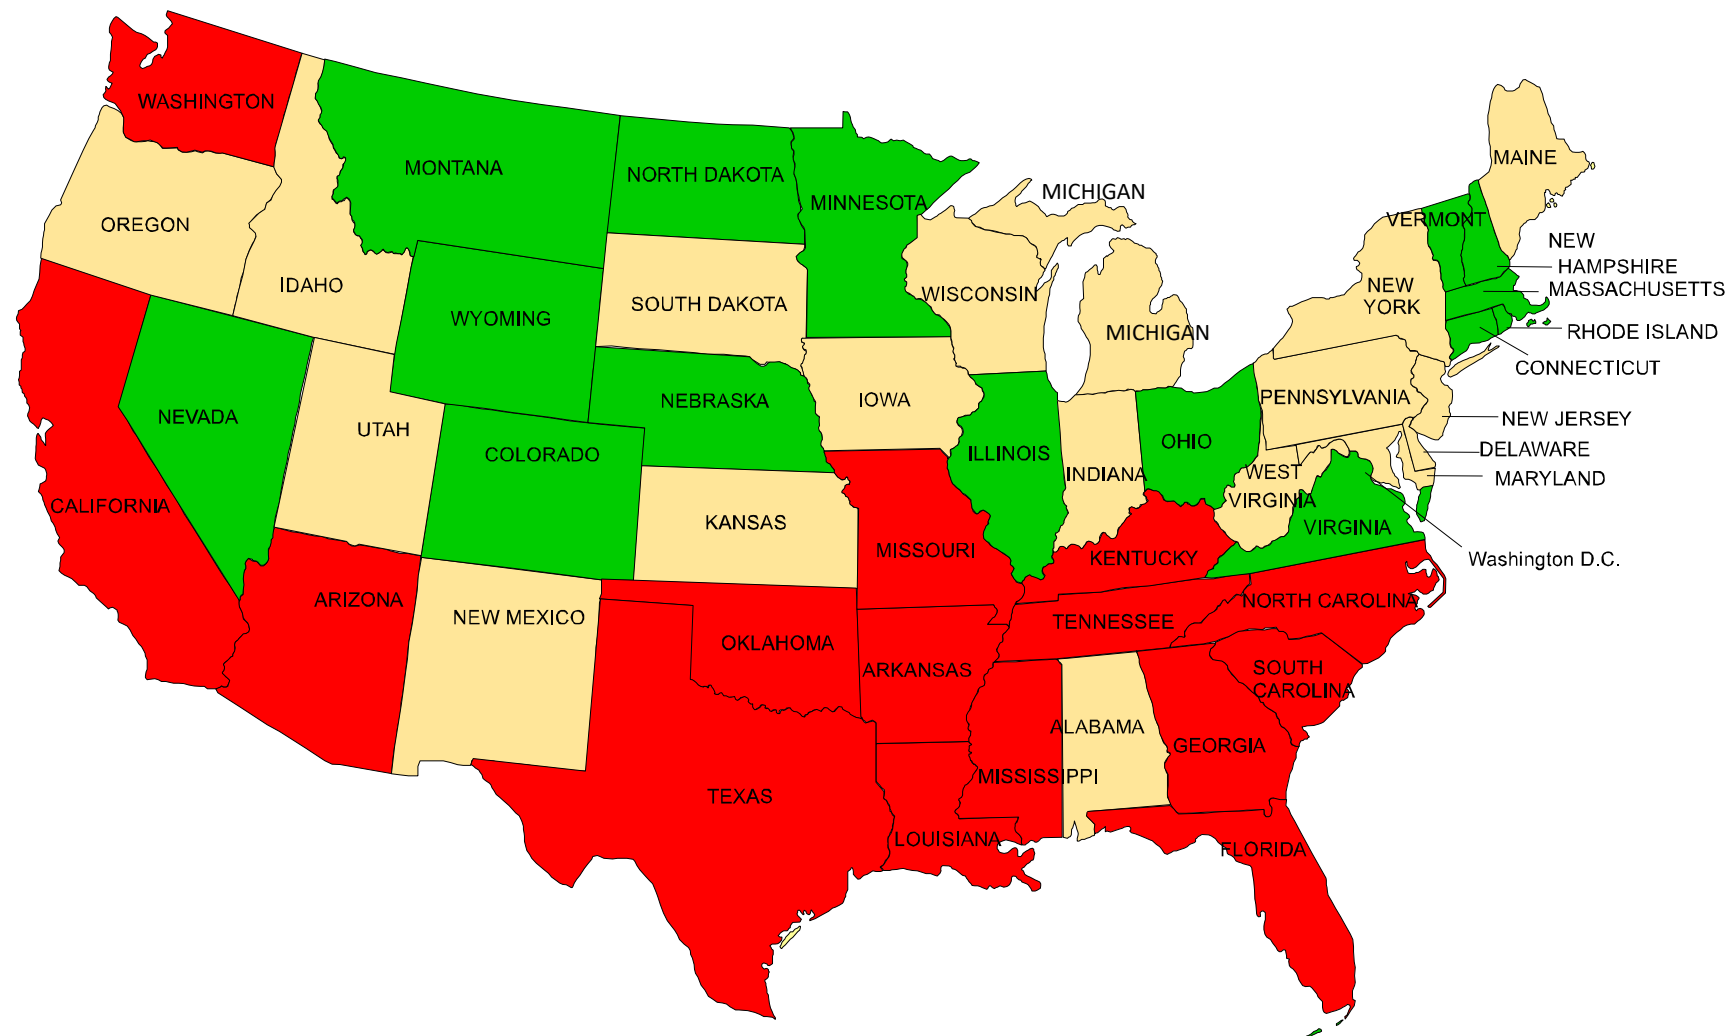 WASHINGTON
MONTANA
NORTH DAKOTA
MINNESOTA
MICHIGAN
MAINE
OREGON
VERMONT
NEW
HAMPSHIRE
IDAHO
SOUTH DAKOTA
WISCONSIN
NEW
YORK
MASSACHUSETTS
WYOMING
MICHIGAN
RHODE ISLAND
CONNECTICUT
NEVADA
UTAH
NEBRASKA
IOWA
PENNSYLVANIA
NEW JERSEY
COLORADO
ILLINOIS
INDIANA
OHIO
DELAWARE
WEST
VIRGINIA
MARYLAND
CALIFORNIA
KANSAS
MISSOURI
KENTUCKY
VIRGINIA
Washington D.C.
ARIZONA
NEW MEXICO
OKLAHOMA
ARKANSAS
TENNESSEE
NORTH CAROLINA
SOUTH
CAROLINA
ALABAMA
GEORGIA
MISSISSIPPI
TEXAS
LOUISIANA
FLORIDA